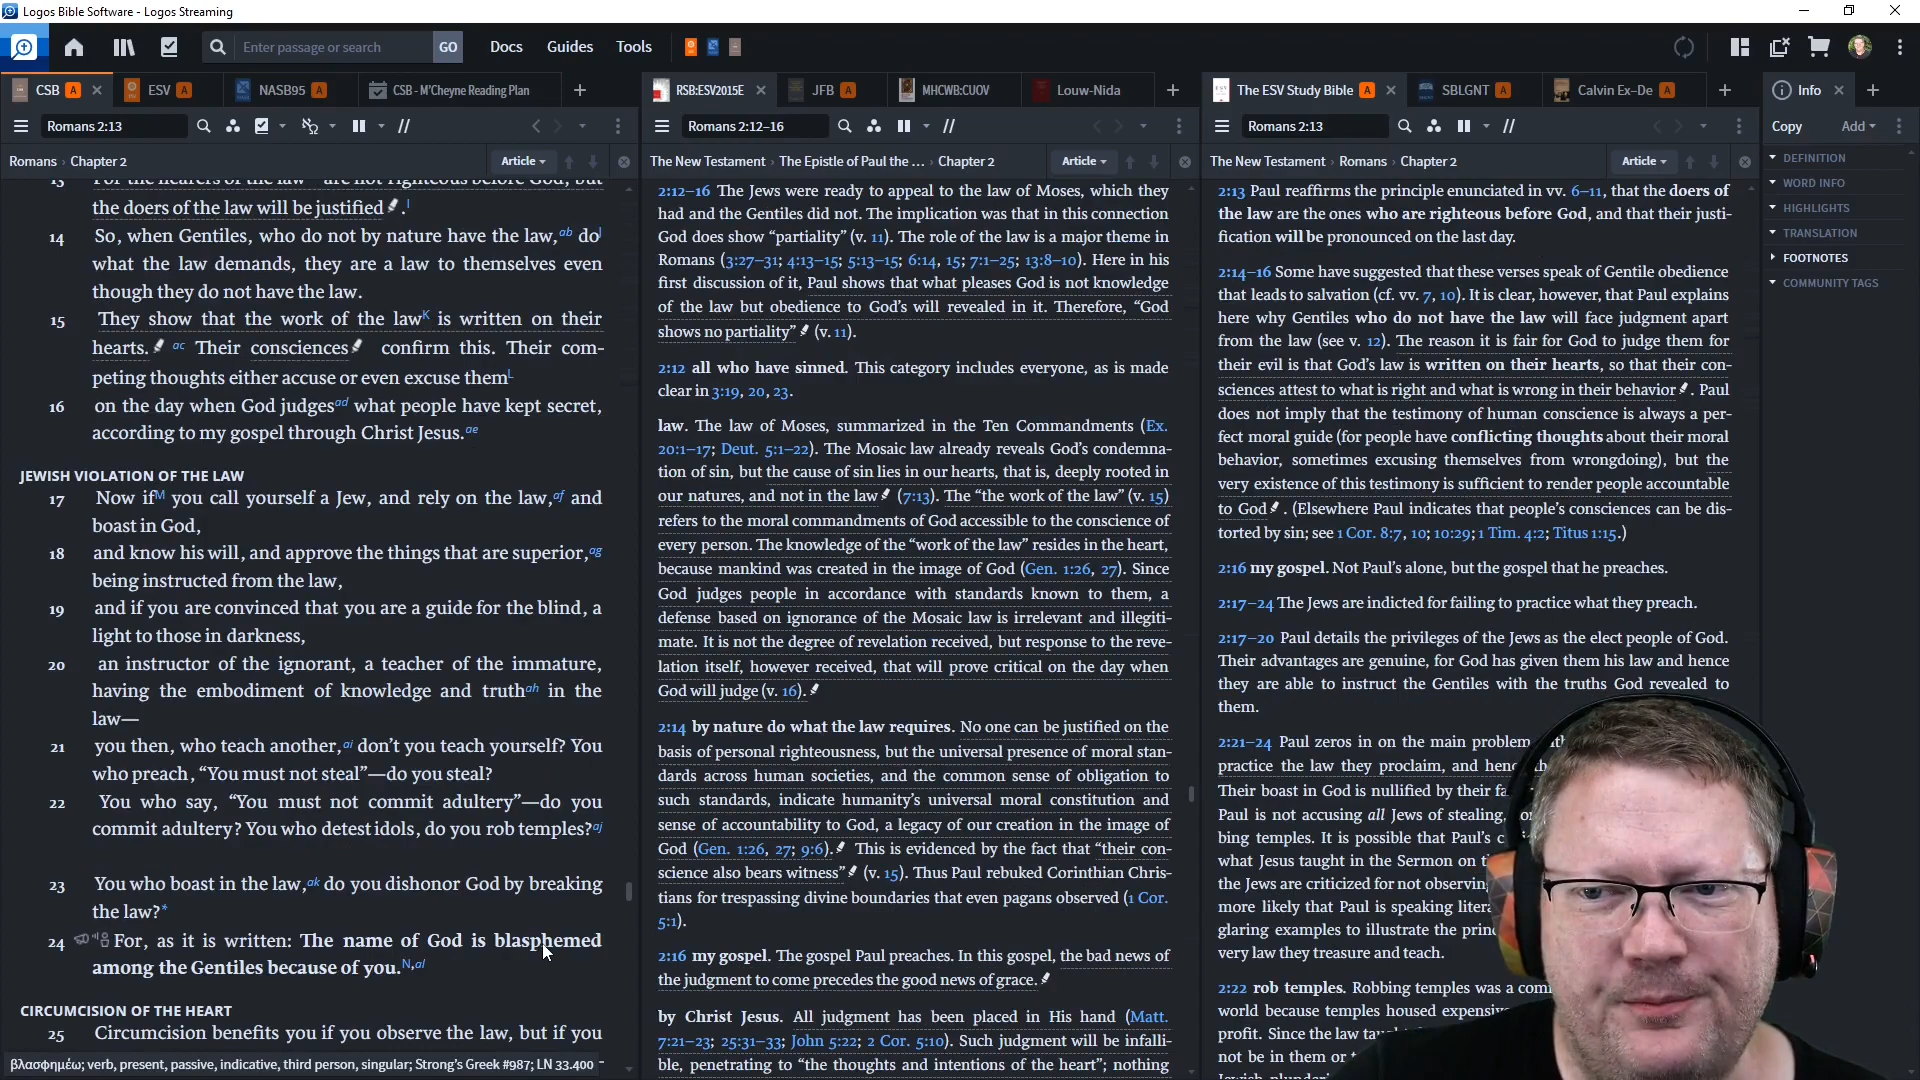 Logos Bible Software - Logos Streaming
Enter passage or search GO Docs Guides Tools
CSB A ESV A NASB95 A CSB - M'Cheyne Reading Plan
Romans 2:13
Romans › Chapter 2 Article
13 For the hearers of the law are not righteous before God, but
the doers of the law will be justified.I
14 So, when Gentiles, who do not by nature have the law,ab doJ
what the law demands, they are a law to themselves even
though they do not have the law.
15 They show that the work of the lawK is written on their
hearts. ac Their consciences confirm this. Their com-
peting thoughts either accuse or even excuse themL
16 on the day when God judgesad what people have kept secret,
according to my gospel through Christ Jesus.ae
JEWISH VIOLATION OF THE LAW
17 Now ifM you call yourself a Jew, and rely on the law,af and
boast in God,
18 and know his will, and approve the things that are superior,ag
being instructed from the law,
19 and if you are convinced that you are a guide for the blind, a
light to those in darkness,
20 an instructor of the ignorant, a teacher of the immature,
having the embodiment of knowledge and truthah in the
law—
21 you then, who teach another,ai don’t you teach yourself? You
who preach, “You must not steal”—do you steal?
22 You who say, “You must not commit adultery”—do you
commit adultery? You who detest idols, do you rob temples?aj
23 You who boast in the law,ak do you dishonor God by breaking
the law?*
24 For, as it is written: The name of God is blasphemed
among the Gentiles because of you.N,al
CIRCUMCISION OF THE HEART
25 Circumcision benefits you if you observe the law, but if you
βλασφημέω; verb, present, passive, indicative, third person, singular; Strong's Greek #987; LN 33.400
RSB:ESV2015E JFB A MHCWB:CUOV Louw-Nida
Romans 2:12–16
The New Testament › The Epistle of Paul the ... › Chapter 2 Article
2:12–16 The Jews were ready to appeal to the law of Moses, which they
had and the Gentiles did not. The implication was that in this connection
God does show “partiality” (v. 11). The role of the law is a major theme in
Romans (3:27–31; 4:13–15; 5:13–15; 6:14, 15; 7:1–25; 13:8–10). Here in his
first discussion of it, Paul shows that what pleases God is not knowledge
of the law but obedience to God’s will revealed in it. Therefore, “God
shows no partiality” (v. 11).
2:12 all who have sinned. This category includes everyone, as is made
clear in 3:19, 20, 23.
law. The law of Moses, summarized in the Ten Commandments (Ex.
20:1–17; Deut. 5:1–22). The Mosaic law already reveals God’s condemna-
tion of sin, but the cause of sin lies in our hearts, that is, deeply rooted in
our natures, and not in the law (7:13). The “the work of the law” (v. 15)
refers to the moral commandments of God accessible to the conscience of
every person. The knowledge of the “work of the law” resides in the heart,
because mankind was created in the image of God (Gen. 1:26, 27). Since
God judges people in accordance with standards known to them, a
defense based on ignorance of the Mosaic law is irrelevant and illegiti-
mate. It is not the degree of revelation received, but response to the reve-
lation itself, however received, that will prove critical on the day when
God will judge (v. 16).
2:14 by nature do what the law requires. No one can be justified on the
basis of personal righteousness, but the universal presence of moral stan-
dards across human societies, and the common sense of obligation to
such standards, indicate humanity’s universal moral constitution and
sense of accountability to God, a legacy of our creation in the image of
God (Gen. 1:26, 27; 9:6). This is evidenced by the fact that “their con-
science also bears witness” (v. 15). Thus Paul rebuked Corinthian Chris-
tians for trespassing divine boundaries that even pagans observed (1 Cor.
5:1).
2:16 my gospel. The gospel Paul preaches. In this gospel, the bad news of
the judgment to come precedes the good news of grace.
by Christ Jesus. All judgment has been placed in His hand (Matt.
7:21–23; 25:31–33; John 5:22; 2 Cor. 5:10). Such judgment will be infalli-
ble, penetrating to “the thoughts and intentions of the heart”; nothing
The ESV Study Bible A SBLGNT A Calvin Ex–De A
Romans 2:13
The New Testament › Romans › Chapter 2 Article
2:13 Paul reaffirms the principle enunciated in vv. 6–11, that the doers of
the law are the ones who are righteous before God, and that their justi-
fication will be pronounced on the last day.
2:14–16 Some have suggested that these verses speak of Gentile obedience
that leads to salvation (cf. vv. 7, 10). It is clear, however, that Paul explains
here why Gentiles who do not have the law will face judgment apart
from the law (see v. 12). The reason it is fair for God to judge them for
their evil is that God’s law is written on their hearts, so that their con-
sciences attest to what is right and what is wrong in their behavior. Paul
does not imply that the testimony of human conscience is always a per-
fect moral guide (for people have conflicting thoughts about their moral
behavior, sometimes excusing themselves from wrongdoing), but the
very existence of this testimony is sufficient to render people accountable
to God. (Elsewhere Paul indicates that people’s consciences can be dis-
torted by sin; see 1 Cor. 8:7, 10; 10:29; 1 Tim. 4:2; Titus 1:15.)
2:16 my gospel. Not Paul’s alone, but the gospel that he preaches.
2:17–24 The Jews are indicted for failing to practice what they preach.
2:17–20 Paul details the privileges of the Jews as the elect people of God.
Their advantages are genuine, for God has given them his law and hence
they are able to instruct the Gentiles with the truths God revealed to
them.
2:21–24 Paul zeros in on the main problem
practice the law they proclaim, and
Their boast in God is nullified by their
Paul is not accusing all Jews of stealing,
bing temples. It is possible that Paul’s
what Jesus taught in the Sermon on
the Jews are criticized for not observing
more likely that Paul is speaking
glaring examples to illustrate the
very law they treasure and teach.
2:22 rob temples. Robbing temples was a
world because temples housed
profit. Since the law
not be in them or
Info
Copy Add
DEFINITION
WORD INFO
HIGHLIGHTS
TRANSLATION
FOOTNOTES
COMMUNITY TAGS